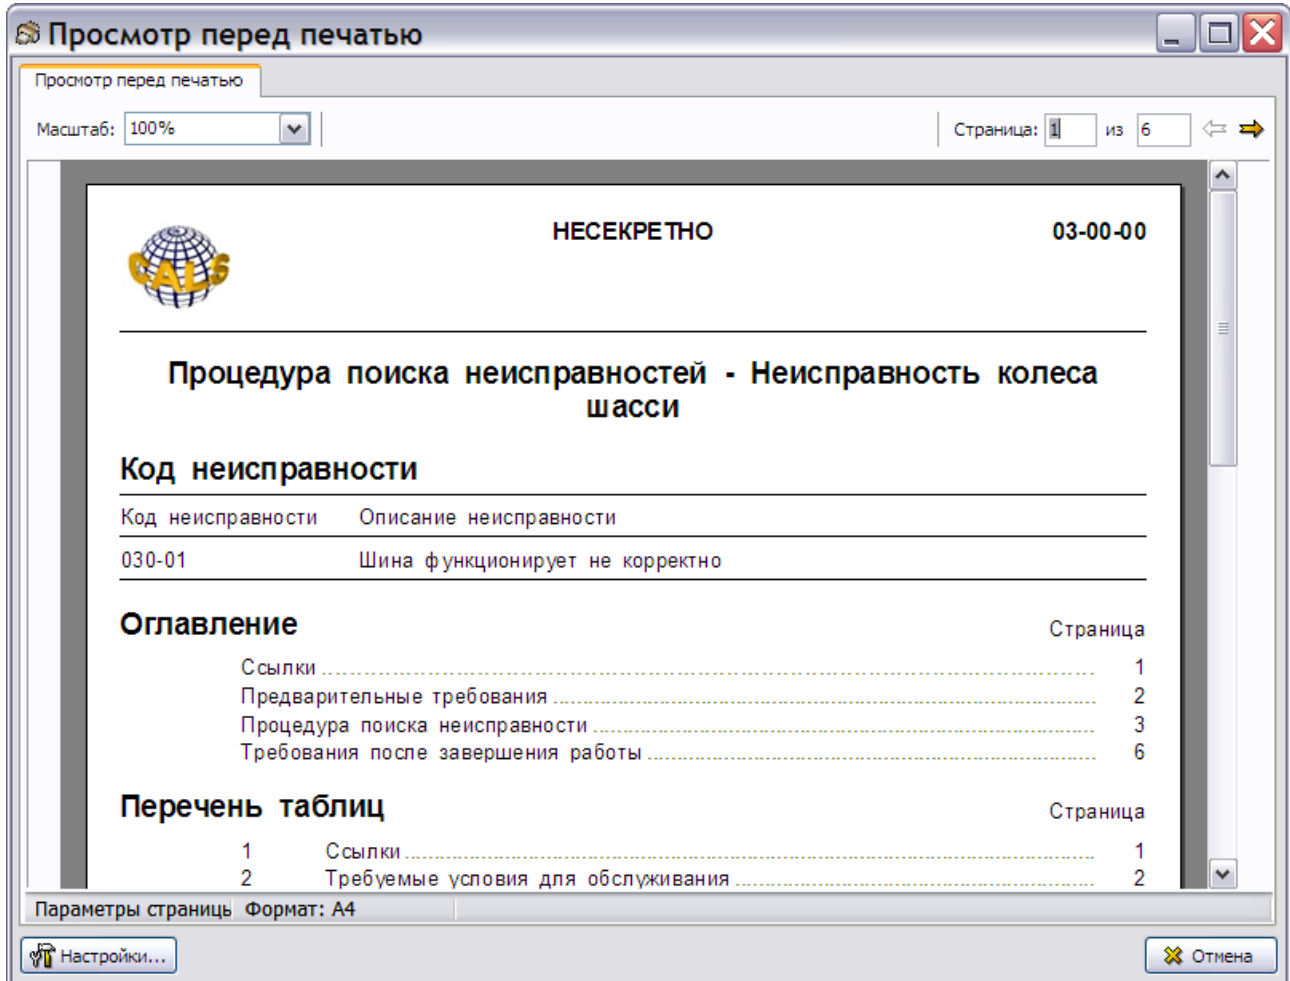 Просмотр перед печатью
Просмотр перед печатью
Масштаб: 100% Страница: 1 из 6
CALS НЕСЕКРЕТНО 03-00-00
Процедура поиска неисправностей - Неисправность колеса
шасси
Код неисправности
Код неисправности Описание неисправности
030-01 Шина функционирует не корректно
Оглавление Страница
Ссылки 1
Предварительные требования 2
Процедура поиска неисправности 3
Требования после завершения работы 6
Перечень таблиц Страница
1 Ссылки 1
2 Требуемые условия для обслуживания 2
Параметры страниць Формат: A4
Настройки... Отмена